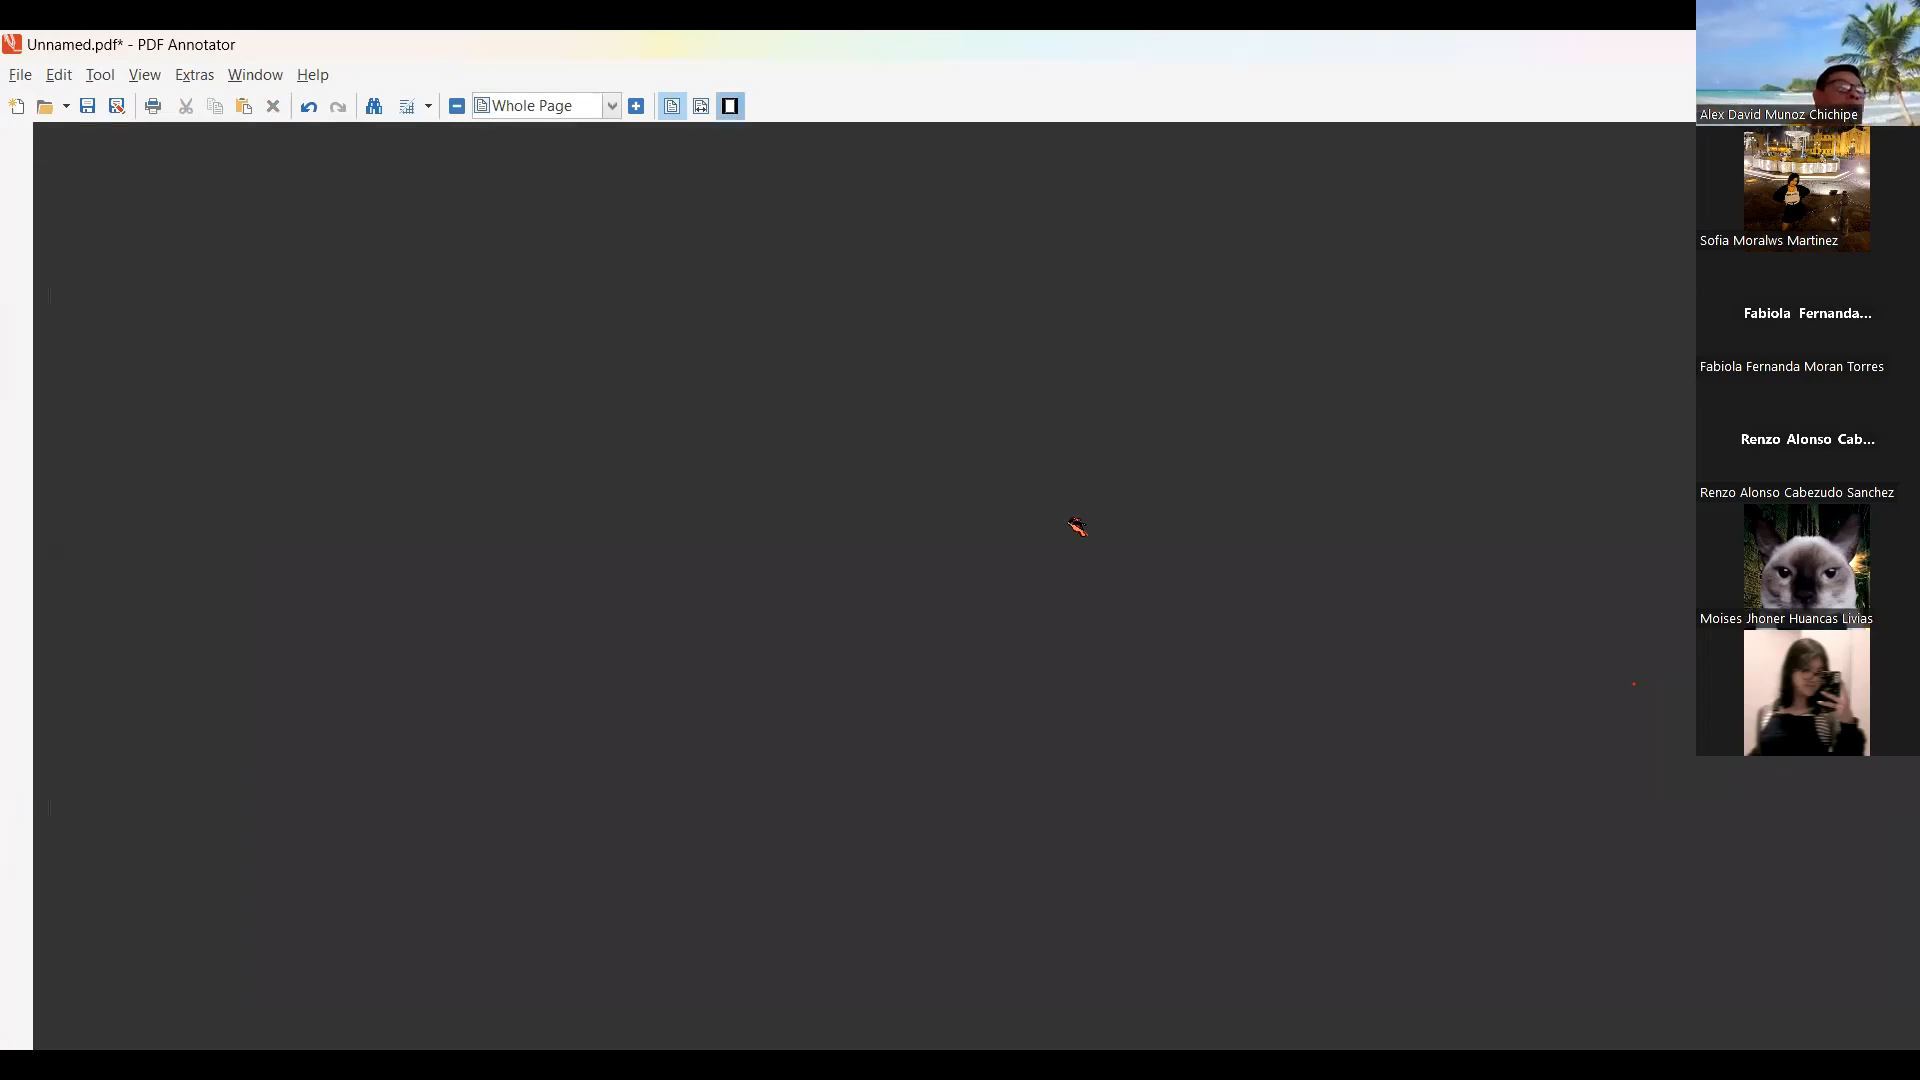 Unnamed.pdf* - PDF Annotator
File Edit Tool View Extras Window Help
Whole Page
Alex David Munoz Chichipe
Sofia Moralws Martinez
Fabiola Fernanda...
Fabiola Fernanda Moran Torres
Renzo Alonso Cab...
Renzo Alonso Cabezudo Sanchez
Moises Jhoner Huancas Livias